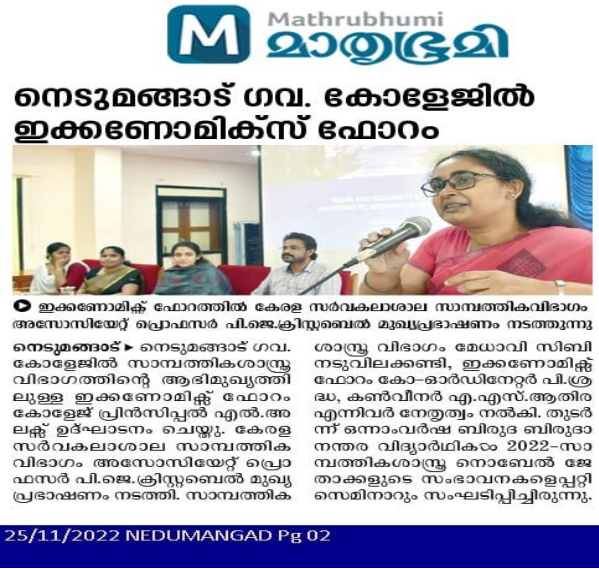 Mathrubhumi
മാതൃഭൂമി
നെടുമങ്ങാട് ഗവ. കോളേജിൽ
ഇക്കണോമിക്സ് ഫോറം
ഇക്കണോമിക്സ് ഫോറത്തിൽ കേരള സർവകലാശാല സാമ്പത്തികവിഭാഗം
അസോസിയേറ്റ് പ്രൊഫസർ പി.ജെ.ക്രിസ്റ്റബെൽ മുഖ്യപ്രഭാഷണം നടത്തുന്നു
നെടുമങ്ങാട് ▸ നെടുമങ്ങാട് ഗവ.
കോളേജിൽ സാമ്പത്തികശാസ്ത്ര
വിഭാഗത്തിന്റെ ആഭിമുഖ്യത്തി
ലുള്ള ഇക്കണോമിക്സ് ഫോറം
കോളേജ് പ്രിൻസിപ്പൽ എൽ.അ
ലക്സ് ഉദ്ഘാടനം ചെയ്തു. കേരള
സർവകലാശാല സാമ്പത്തിക
വിഭാഗം അസോസിയേറ്റ് പ്രൊ
ഫസർ പി.ജെ.ക്രിസ്റ്റബെൽ മുഖ്യ
പ്രഭാഷണം നടത്തി. സാമ്പത്തിക
ശാസ്ത്ര വിഭാഗം മേധാവി സിബി
നടുവിലക്കണ്ടി, ഇക്കണോമിക്സ്
ഫോറം കോ-ഓർഡിനേറ്റർ പി.ശ്ര
ദ്ധ, കൺവീനർ എ.എസ്.ആതിര
എന്നിവർ നേതൃത്വം നൽകി. തുടർ
ന്ന് ഒന്നാംവർഷ ബിരുദ ബിരുദാ
നന്തര വിദ്യാർഥികളും 2022-സാ
മ്പത്തികശാസ്ത്ര നൊബേൽ ജേ
താക്കളുടെ സംഭാവനകളെപ്പറ്റി
സെമിനാറും സംഘടിപ്പിച്ചിരുന്നു.
25/11/2022 NEDUMANGAD Pg 02